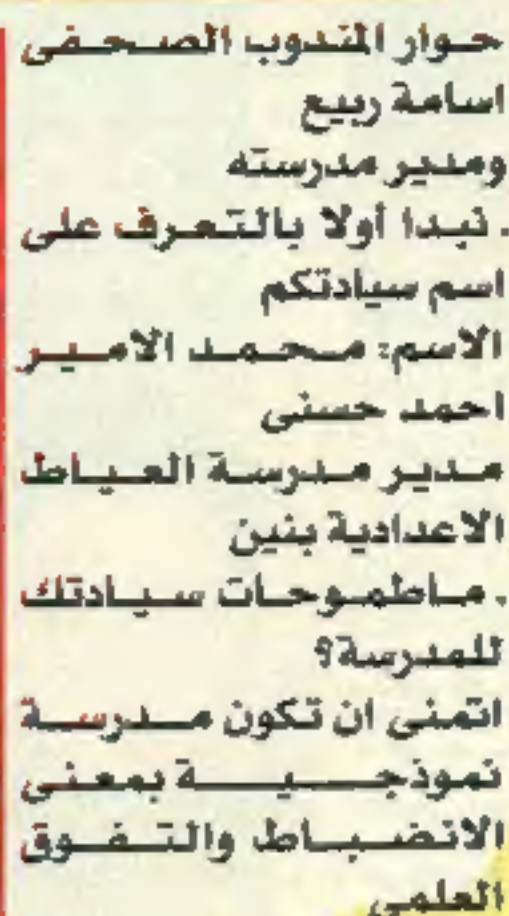 حوار المندوب الصحفى
اسامة ربيع
ومدير مدرسته
. نبدا أولا بالتعرف على
اسم سيادتكم
الاسم: محمد الامير
احمد حسنى
مدير مدرسة العياط
الاعدادية بنين
. ماطموحات سيادتك
للمدرسة؟
اتمنى ان تكون مدرسة
نموذجية بمعنى
الانضباط والتفوق
العلمى